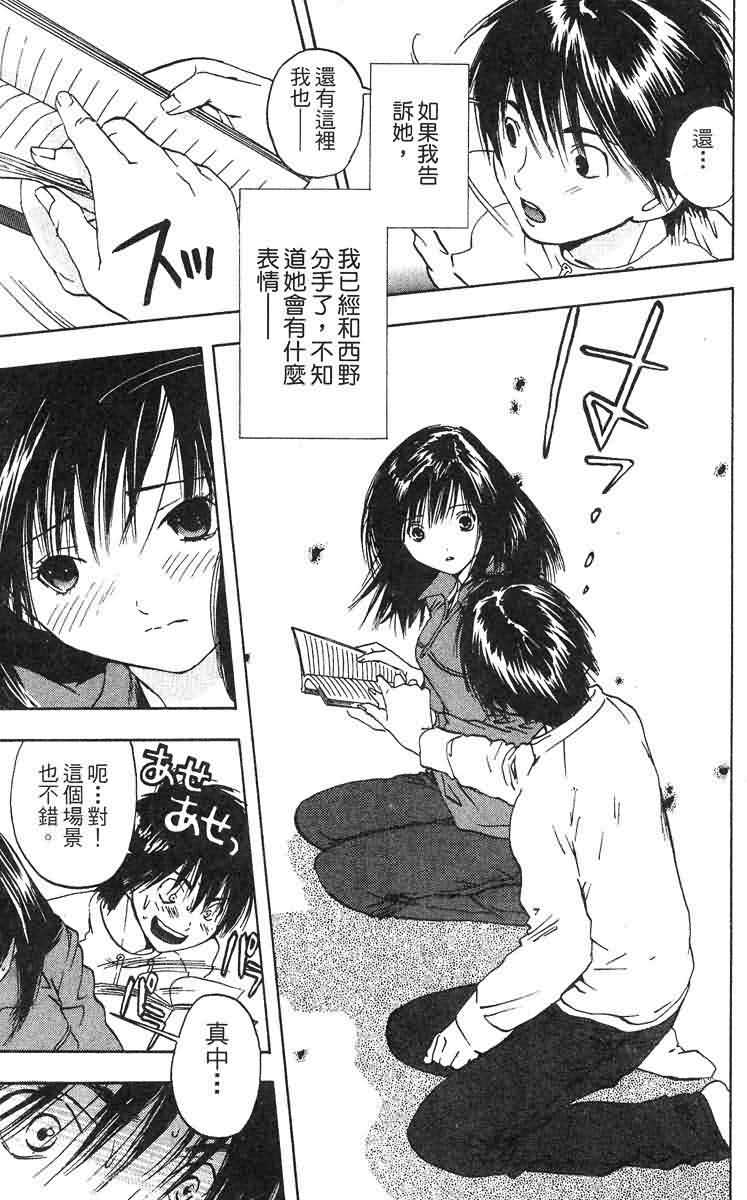 還…
如果我告
訴她，
還有這裡
我也——
我已經和西野
分手了，不知
道她會有什麼
表情——
スッ
はっ
呃…對！
這個場景
也不錯。
あせ
あせっ
パキ
パキ
真中…